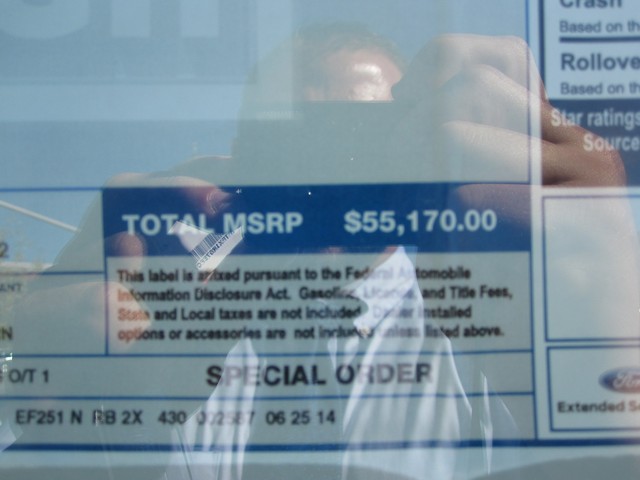 Crash
Based on th
Rollove
Based on th
Star ratings
Source
TOTAL MSRP $55,170.00
This label is affixed pursuant to the Federal Automobile
Information Disclosure Act. Gasoline, License, and Title Fees,
State and Local taxes are not included. Dealer installed
options or accessories are not included unless listed above.
O/T 1
SPECIAL ORDER
EF251 N RB 2X 430 002587 06 25 14
Ford
Extended Se